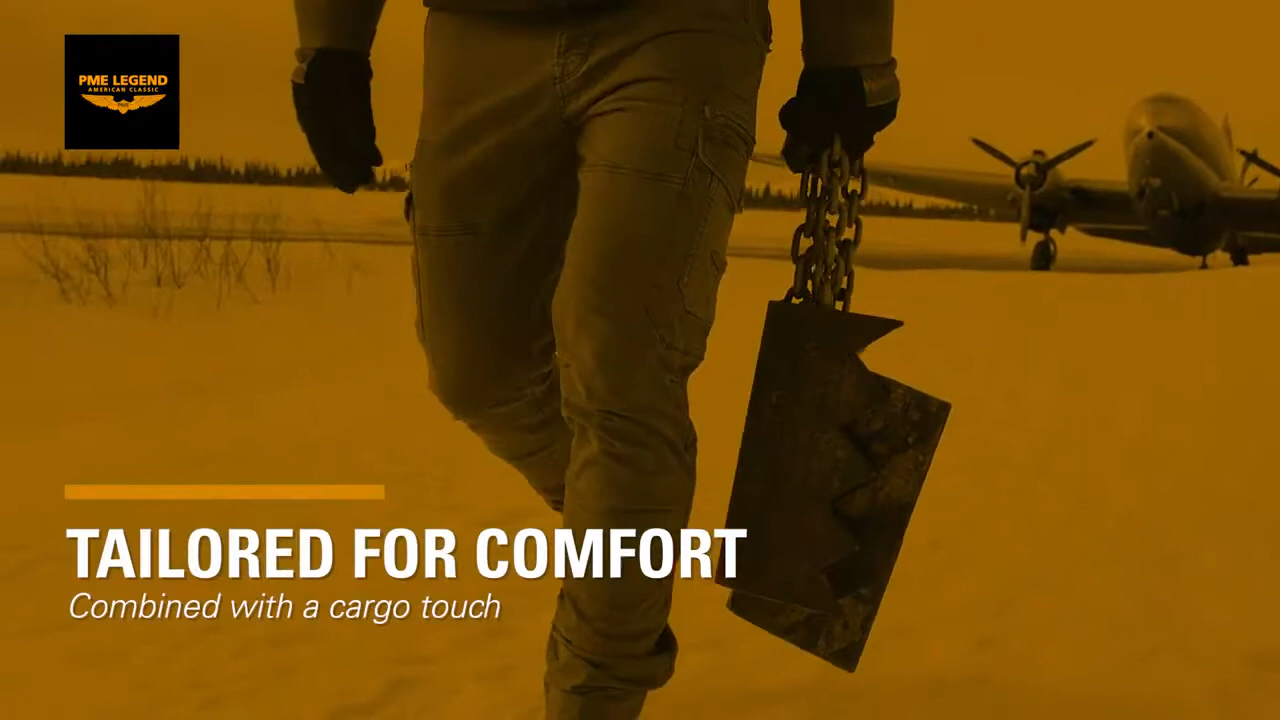 PME LEGEND
AMERICAN CLASSIC
TAILORED FOR COMFORT
Combined with a cargo touch